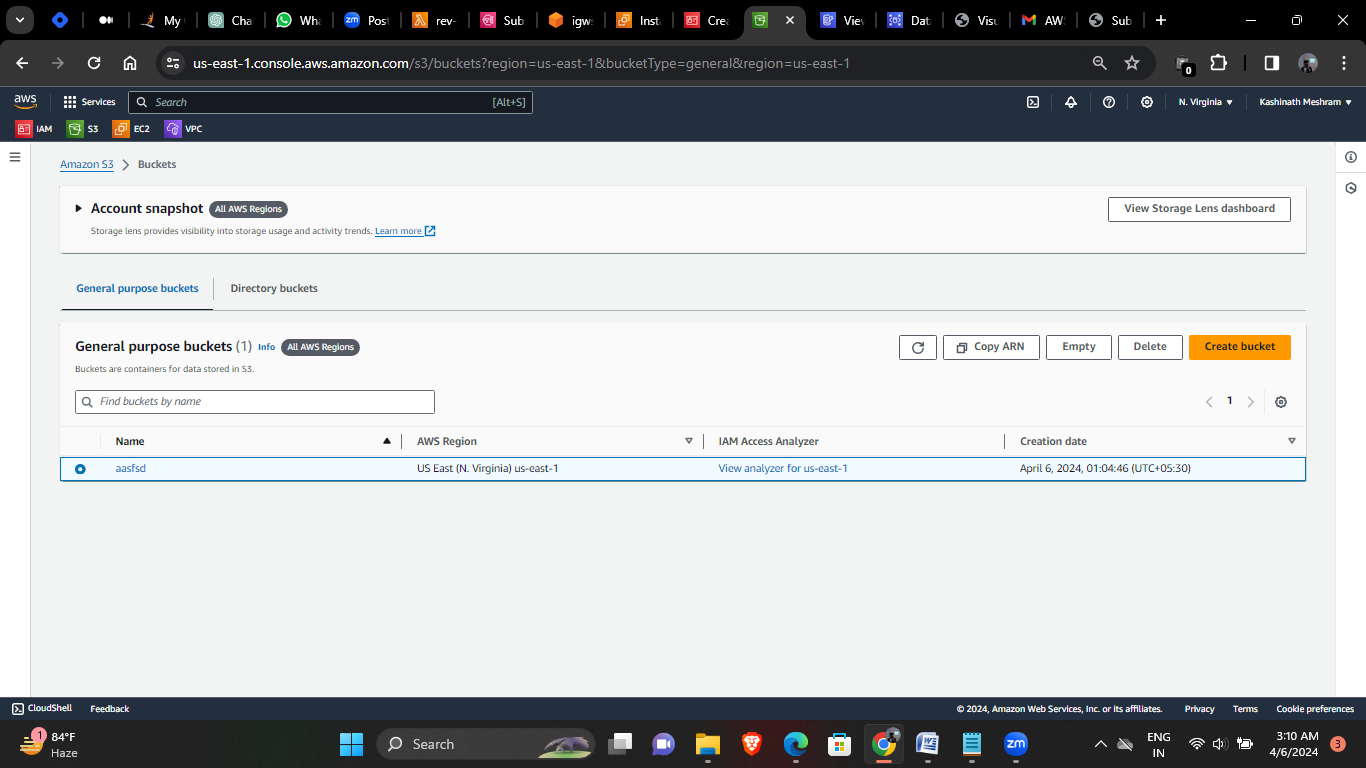 My
Cha
Wha
Post
rev-
Sub
igw
Inst
Cre
Viev
Dat
Visu
AW
Sub
us-east-1.console.aws.amazon.com/s3/buckets?region=us-east-1&bucketType=general&region=us-east-1
0
aws Services Search [Alt+S] N. Virginia Kashinath Meshram
IAM S3 EC2 VPC
Amazon S3 Buckets
Account snapshot All AWS Regions View Storage Lens dashboard
Storage lens provides visibility into storage usage and activity trends. Learn more
General purpose buckets Directory buckets
General purpose buckets (1) Info All AWS Regions Copy ARN Empty Delete Create bucket
Buckets are containers for data stored in S3.
Find buckets by name 1
Name AWS Region IAM Access Analyzer Creation date
aasfsd US East (N. Virginia) us-east-1 View analyzer for us-east-1 April 6, 2024, 01:04:46 (UTC+05:30)
CloudShell Feedback © 2024, Amazon Web Services, Inc. or its affiliates. Privacy Terms Cookie preferences
1 84°F
Haze
Search
zm
ENG
IN
3:10 AM
4/6/2024
3